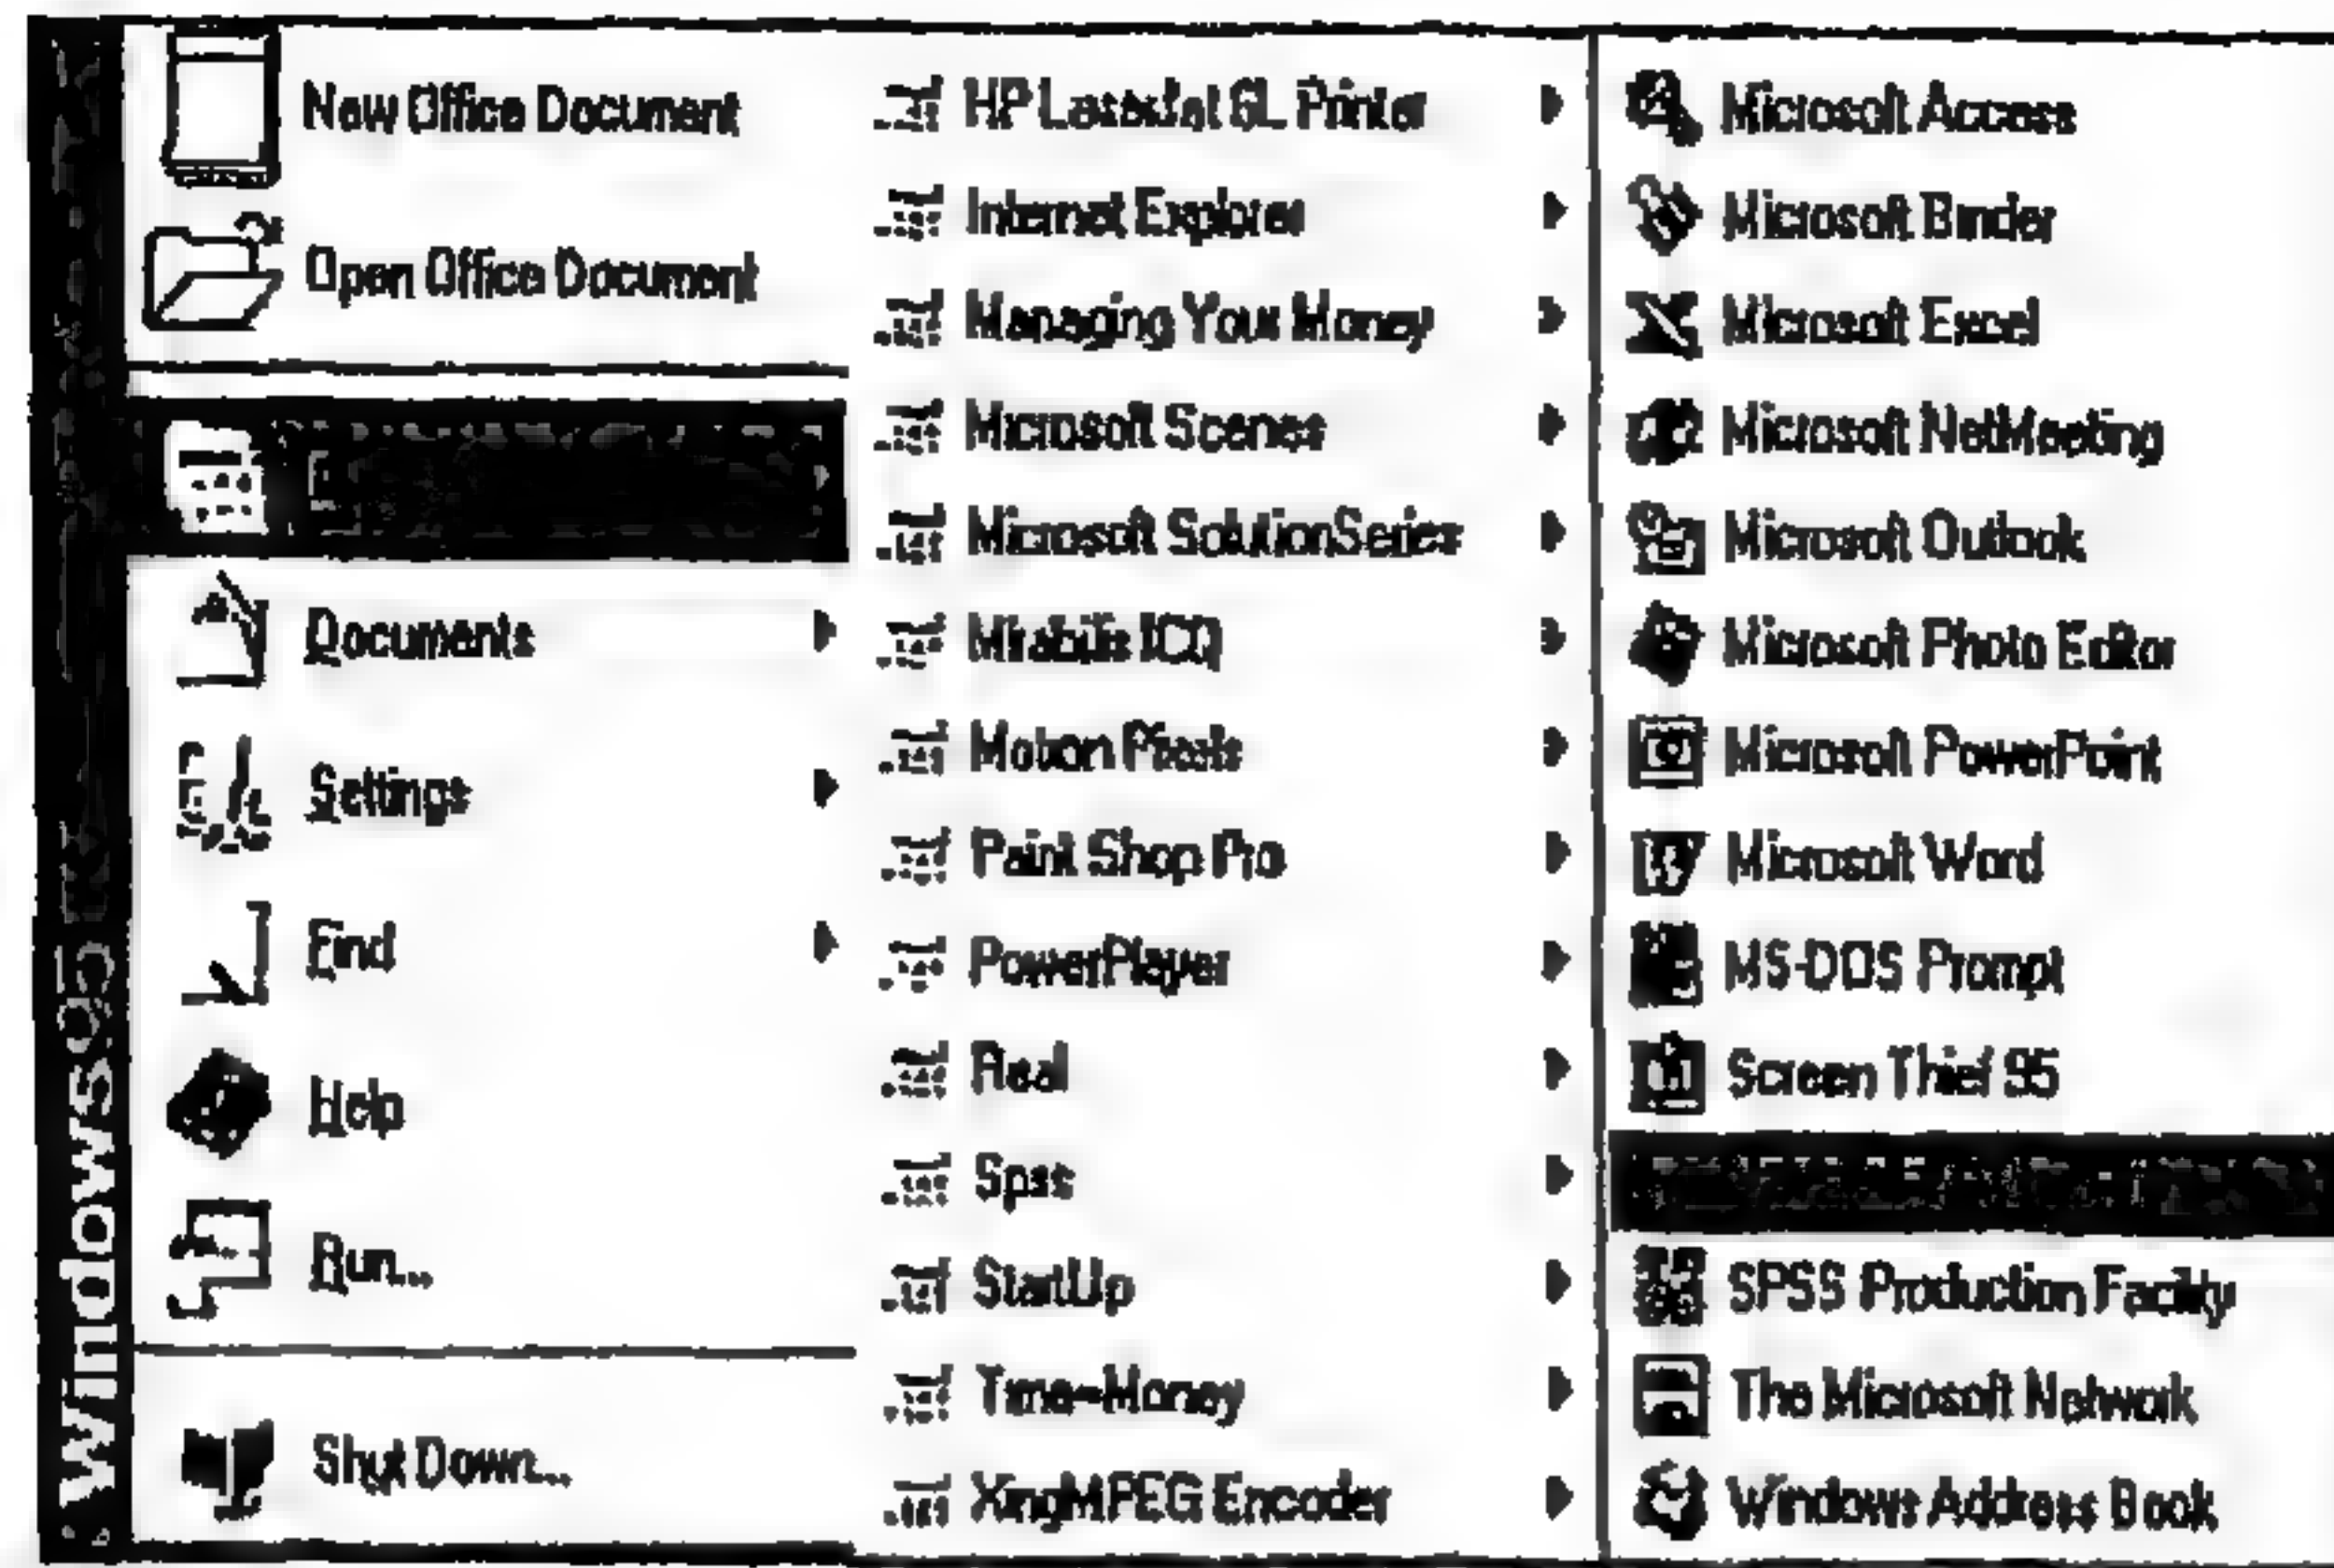 New Office Document
Open Office Document
Documents
Settings
Find
Help
Run...
Shut Down...
Windows95
HP LaserJet 6L Printer
Internet Explorer
Managing Your Money
Microsoft Scenes
Microsoft SolutionSeries
Mirabilis ICQ
Motion Pixels
Paint Shop Pro
PowerPlayer
Real
Spss
StartUp
Time-Money
XingMPEG Encoder
Microsoft Access
Microsoft Binder
Microsoft Excel
Microsoft NetMeeting
Microsoft Outlook
Microsoft Photo Editor
Microsoft PowerPoint
Microsoft Word
MS-DOS Prompt
Screen Thief 95
SPSS Production Facility
The Microsoft Network
Windows Address Book